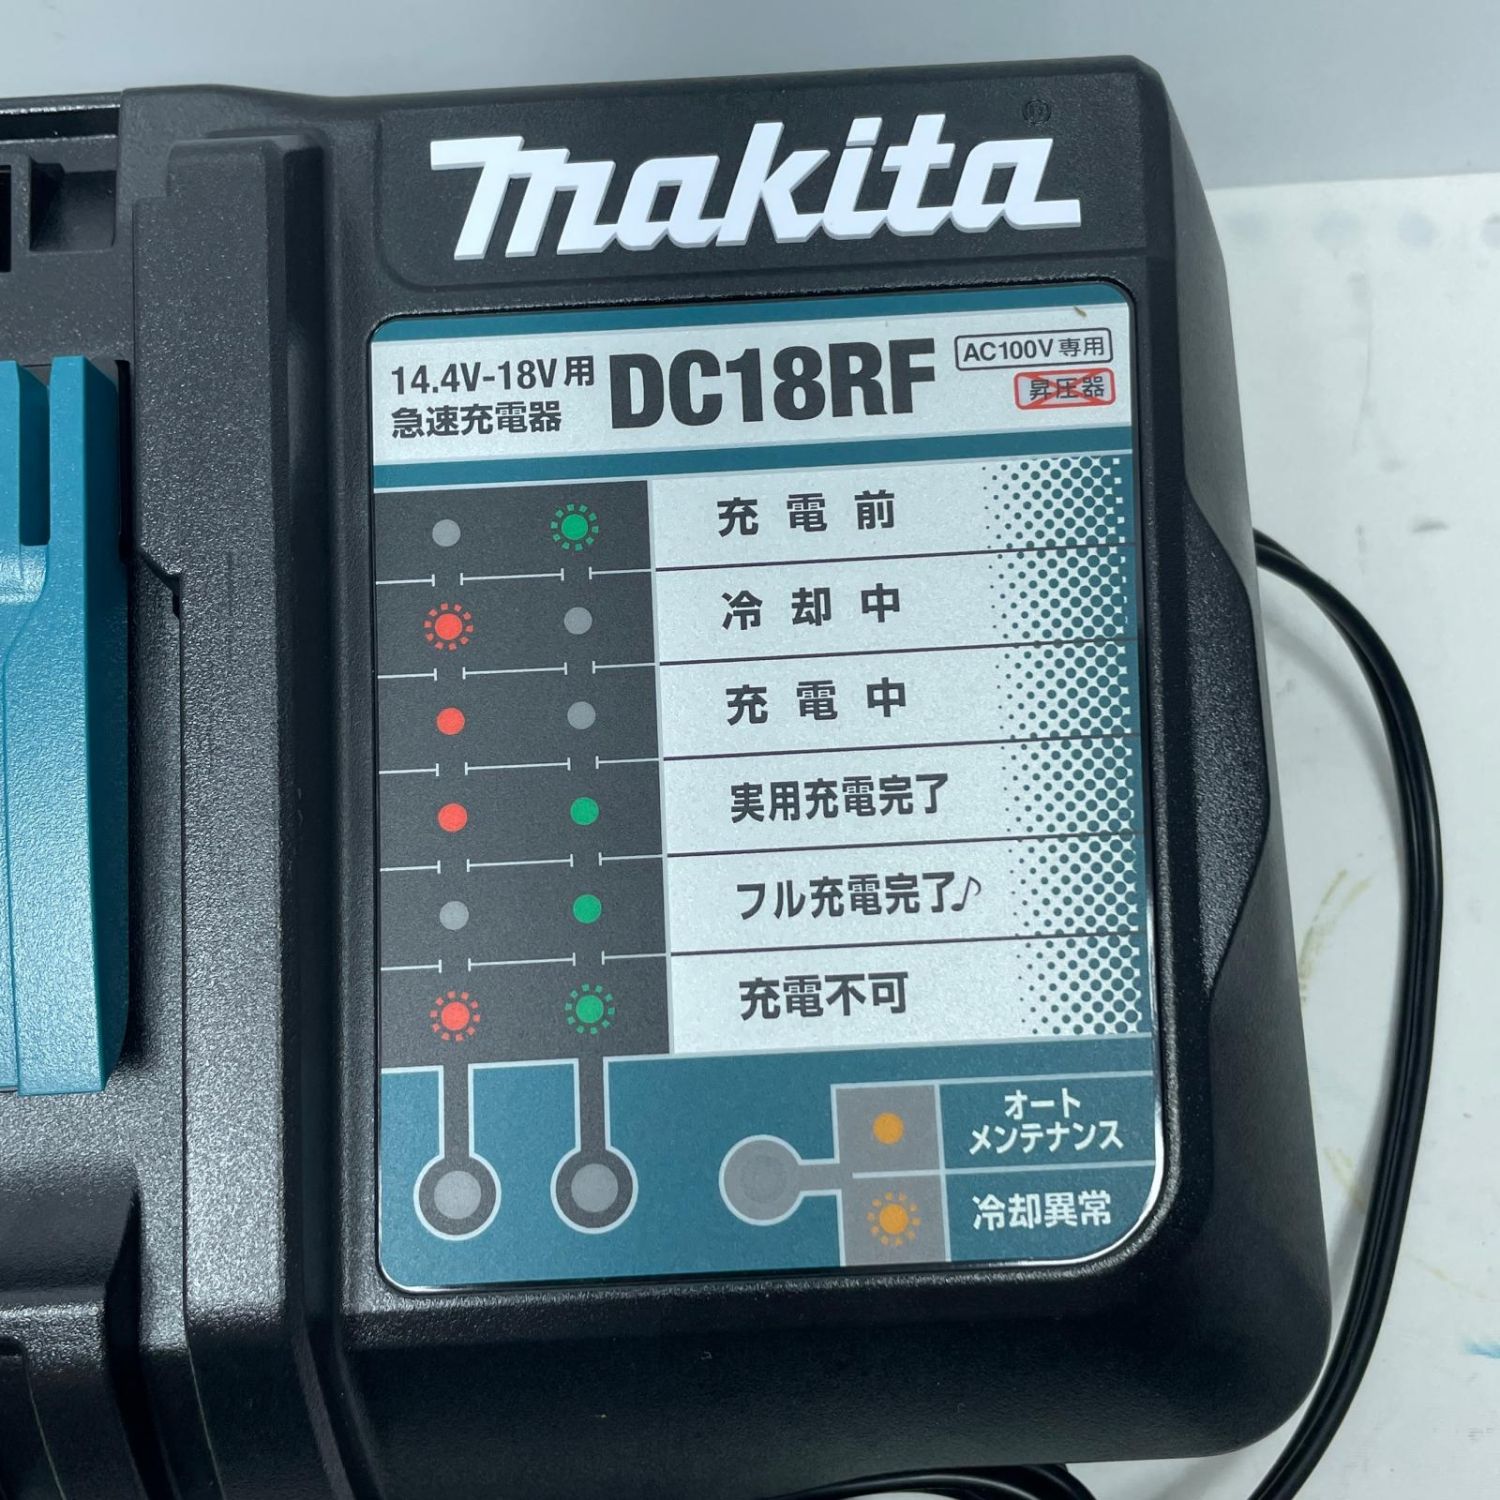 makita®
14.4V-18V用
急速充電器
DC18RF
AC100V専用
昇圧器
充電前
冷却中
充電中
実用充電完了
フル充電完了♪
充電不可
オート
メンテナンス
冷却異常